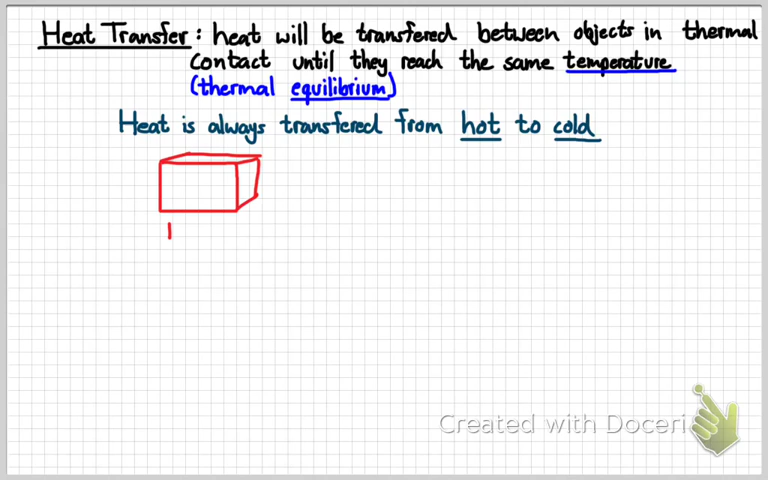 Heat Transfer : heat will be transfered between objects in thermal
contact until they reach the same temperature
(thermal equilibrium)
Heat is always transfered from hot to cold
Created with Doceri